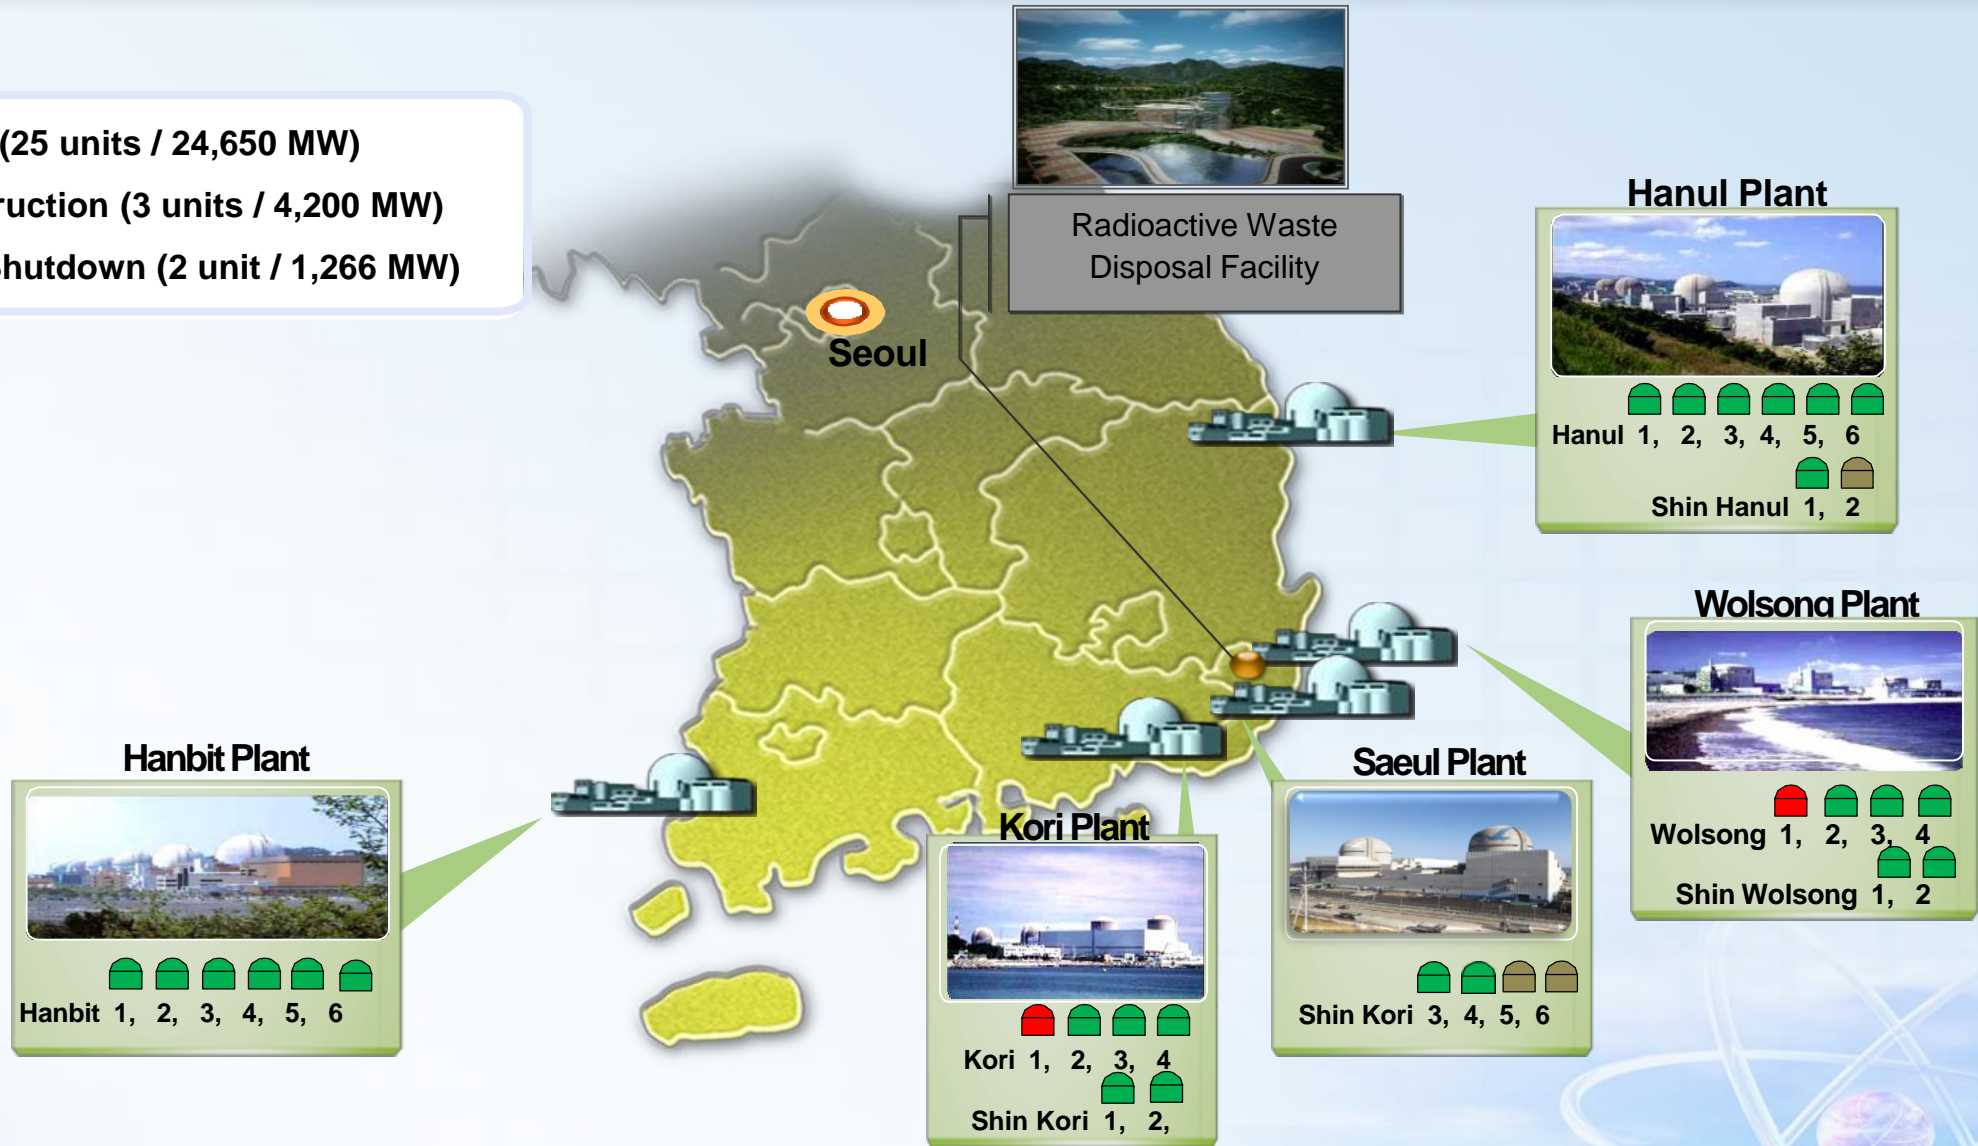 (25 units / 24,650 MW)
ruction (3 units / 4,200 MW)
Shutdown (2 unit / 1,266 MW)
Radioactive Waste
Disposal Facility
Seoul
Hanul Plant
Hanul 1, 2, 3, 4, 5, 6
Shin Hanul 1, 2
Wolsong Plant
Wolsong 1, 2, 3, 4
Shin Wolsong 1, 2
Hanbit Plant
Hanbit 1, 2, 3, 4, 5, 6
Kori Plant
Kori 1, 2, 3, 4
Shin Kori 1, 2,
Saeul Plant
Shin Kori 3, 4, 5, 6